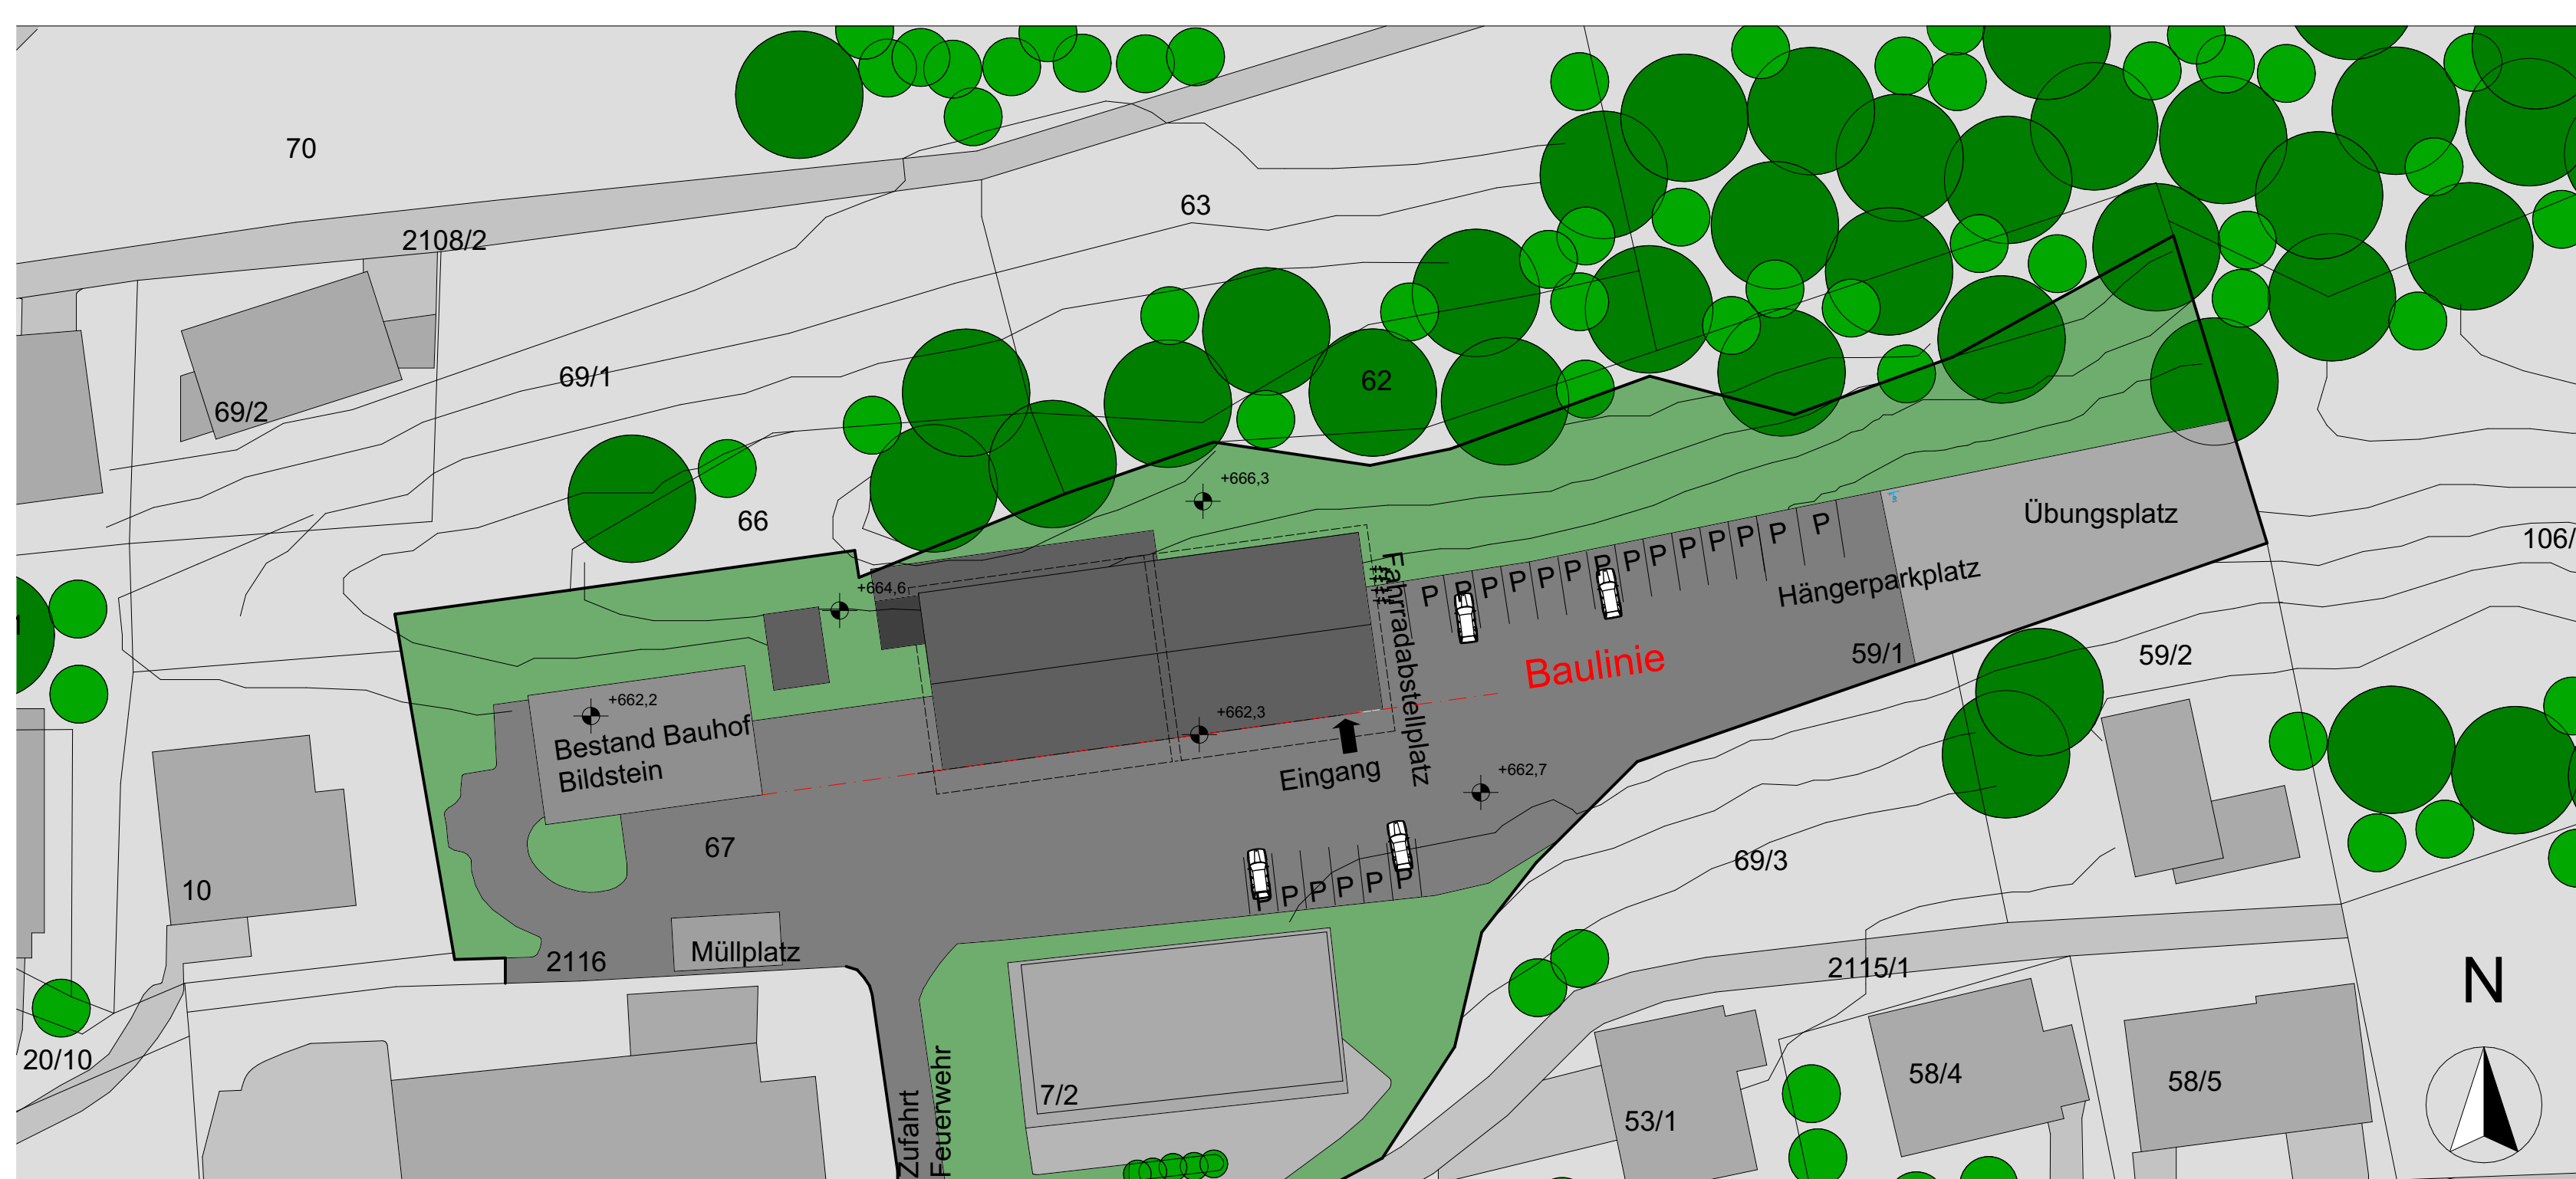 70
63
2108/2
69/1
62
69/2
+666,3
66
Übungsplatz
P P P P P P P P P P P P P P
106/
Hängerparkplatz
+664,6
Fahrradabstellplatz
59/1
59/2
Baulinie
+662,2
+662,3
Bestand Bauhof
Bildstein
Eingang
+662,7
67
69/3
10
P P P P P P
Müllplatz
2116
2115/1
N
20/10
7/2
58/4
58/5
53/1
Zufahrt
Feuerwehr